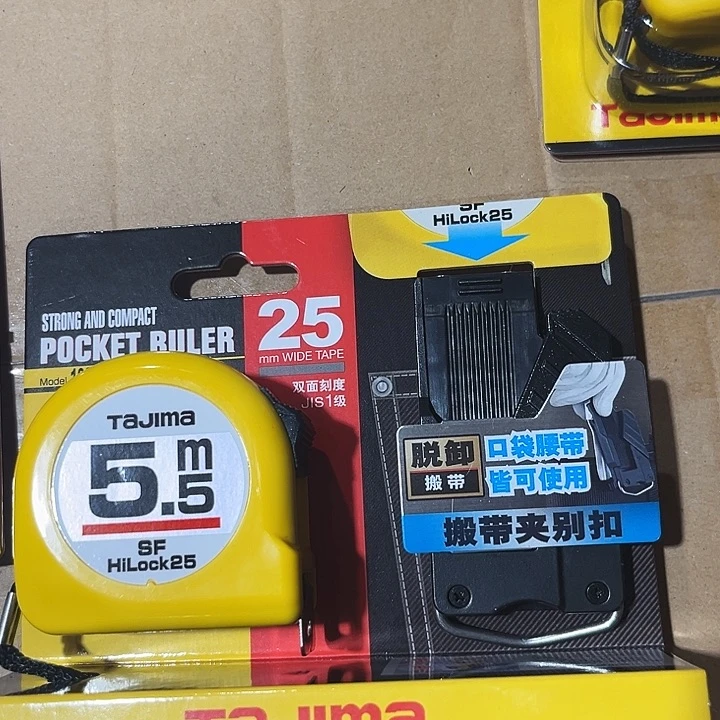 TaJima
SF
HiLock25
STRONG AND COMPACT
POCKET RULER
Model
25
mm WIDE TAPE
双面刻度
JIS1级
TaJima
5.5m
SF
HiLock25
脱卸
搬带
口袋腰带
皆可使用
搬带夹别扣
TaJima